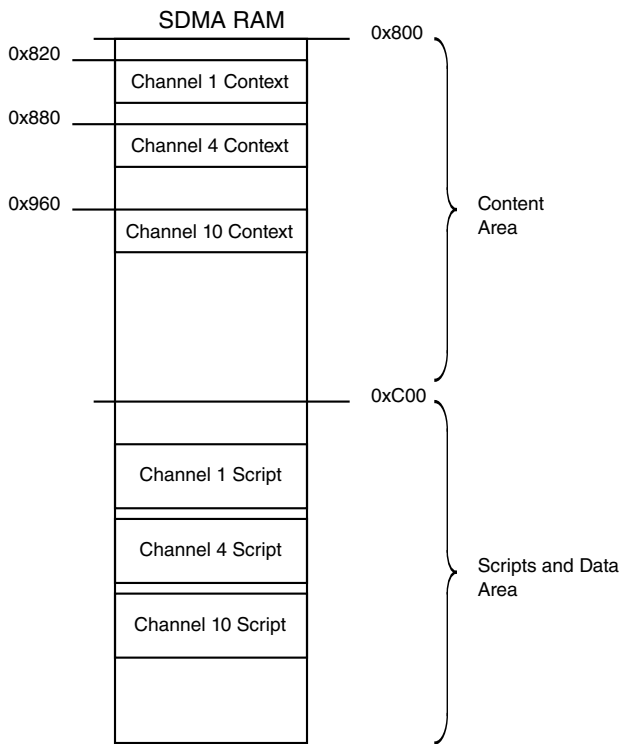 SDMA RAM
0x800
0x820
Channel 1 Context
0x880
Channel 4 Context
0x960
Channel 10 Context
Content
Area
0xC00
Channel 1 Script
Channel 4 Script
Channel 10 Script
Scripts and Data
Area